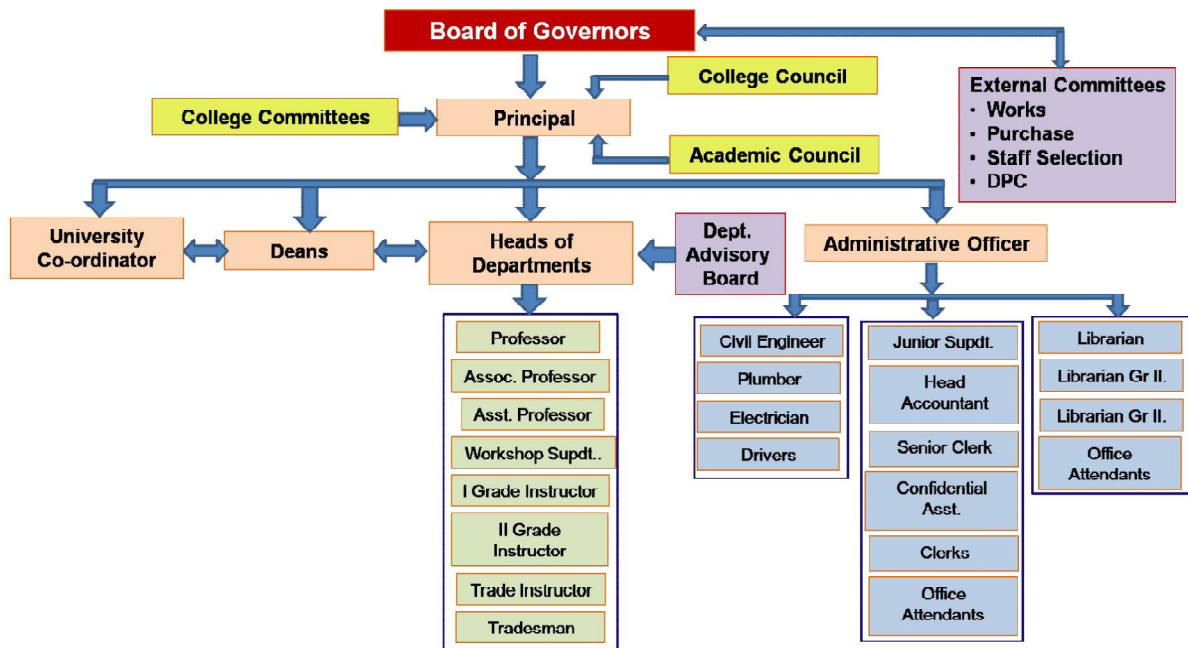 Board of Governors
College Council
External Committees
• Works
• Purchase
• Staff Selection
• DPC
College Committees
Principal
Academic Council
University
Co-ordinator
Deans
Heads of
Departments
Dept.
Advisory
Board
Administrative Officer
Professor
Assoc. Professor
Asst. Professor
Workshop Supdt..
I Grade Instructor
II Grade
Instructor
Trade Instructor
Tradesman
Civil Engineer
Plumber
Electrician
Drivers
Junior Supdt.
Head
Accountant
Senior Clerk
Confidential
Asst.
Clerks
Office
Attendants
Librarian
Librarian Gr II.
Librarian Gr II.
Office
Attendants